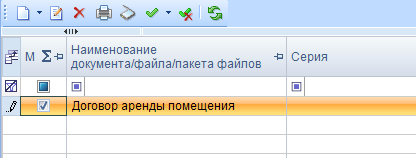 М Σ Наименование
документа/файла/пакета файлов Серия
Договор аренды помещения